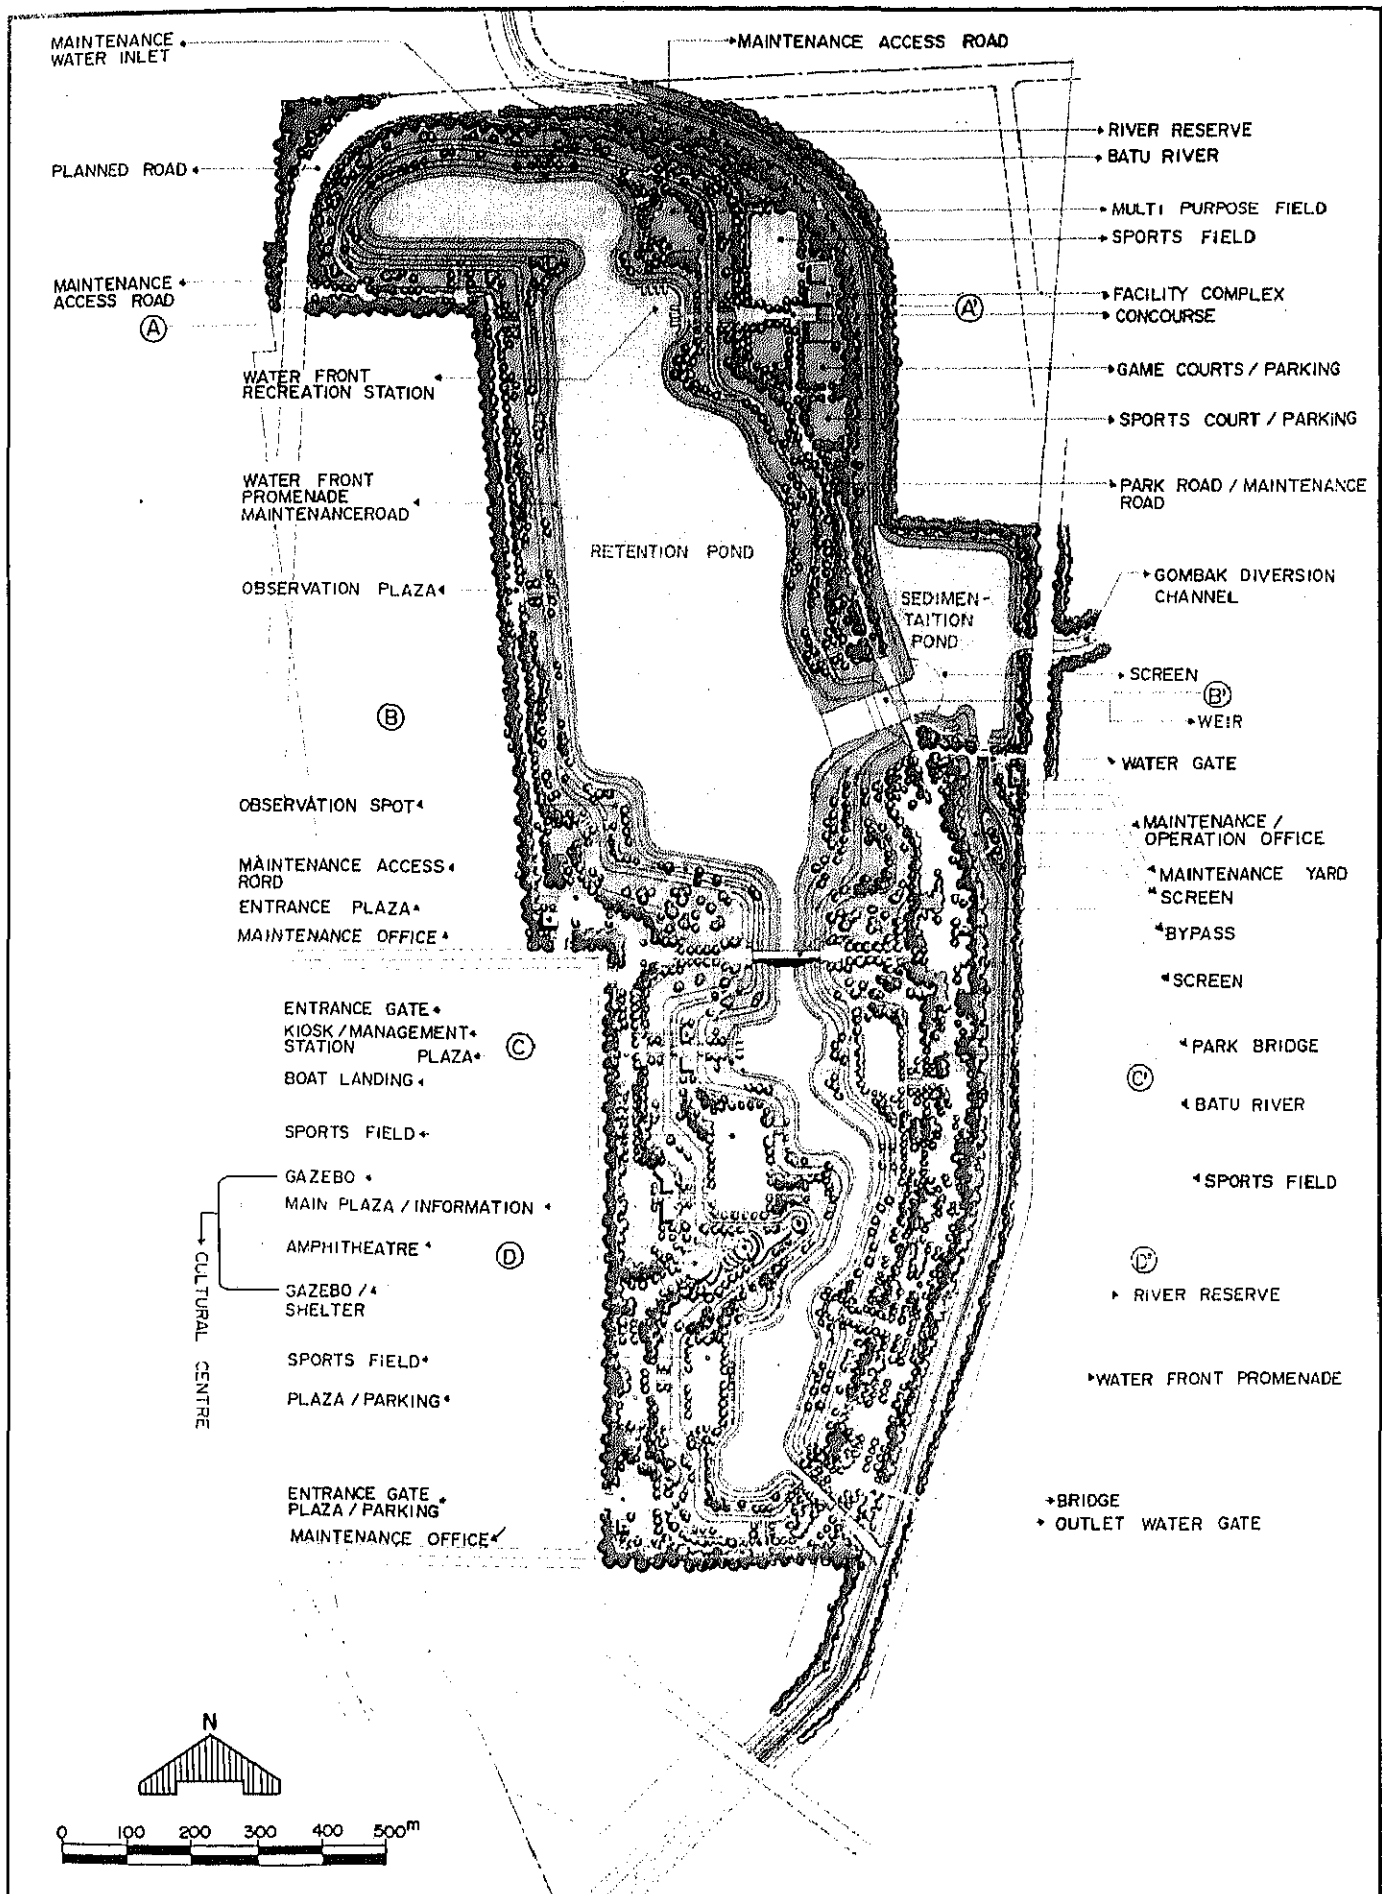 MAINTENANCE
WATER INLET
MAINTENANCE ACCESS ROAD
RIVER RESERVE
BATU RIVER
PLANNED ROAD
MULTI PURPOSE FIELD
SPORTS FIELD
MAINTENANCE
ACCESS ROAD
A
FACILITY COMPLEX
A'
CONCOURSE
WATER FRONT
RECREATION STATION
GAME COURTS / PARKING
SPORTS COURT / PARKING
WATER FRONT
PROMENADE
MAINTENANCEROAD
PARK ROAD / MAINTENANCE
ROAD
RETENTION POND
OBSERVATION PLAZA
GOMBAK DIVERSION
CHANNEL
SEDIMEN-
TAITION
POND
SCREEN
B
B'
WEIR
WATER GATE
OBSERVATION SPOT
MAINTENANCE /
OPERATION OFFICE
MAINTENANCE ACCESS
RORD
MAINTENANCE YARD
SCREEN
ENTRANCE PLAZA
MAINTENANCE OFFICE
BYPASS
SCREEN
ENTRANCE GATE
KIOSK / MANAGEMENT
STATION
PLAZA
C
PARK BRIDGE
BOAT LANDING
C'
BATU RIVER
SPORTS FIELD
GAZEBO
SPORTS FIELD
MAIN PLAZA / INFORMATION
AMPHITHEATRE
D
D'
GAZEBO /
SHELTER
CULTURAL CENTRE
RIVER RESERVE
SPORTS FIELD
WATER FRONT PROMENADE
PLAZA / PARKING
ENTRANCE GATE
PLAZA / PARKING
BRIDGE
OUTLET WATER GATE
MAINTENANCE OFFICE
N
0 100 200 300 400 500m